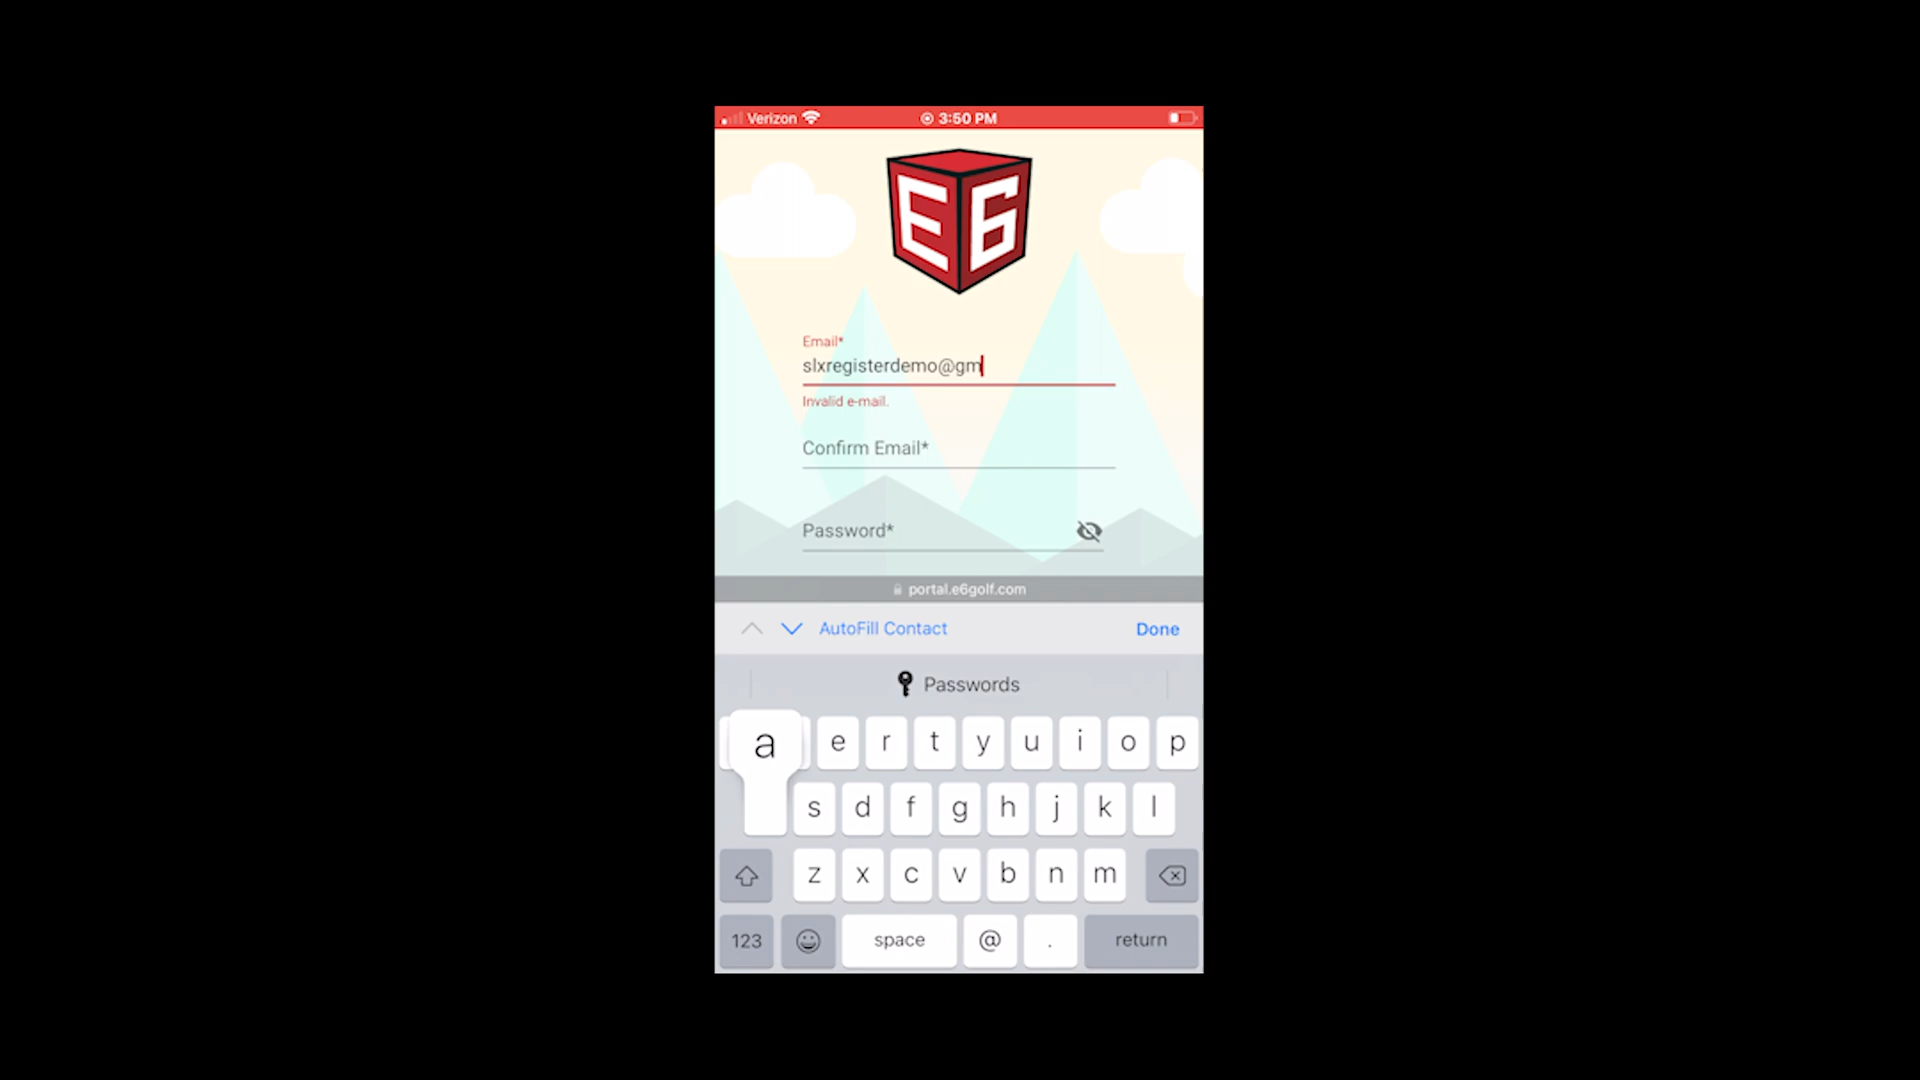 Verizon 3:50 PM
E6
Email*
slxregisterdemo@gm
Invalid e-mail.
Confirm Email*
Password*
portal.e6golf.com
AutoFill Contact Done
Passwords
a e r t y u i o p
s d f g h j k l
z x c v b n m
123 space @ . return